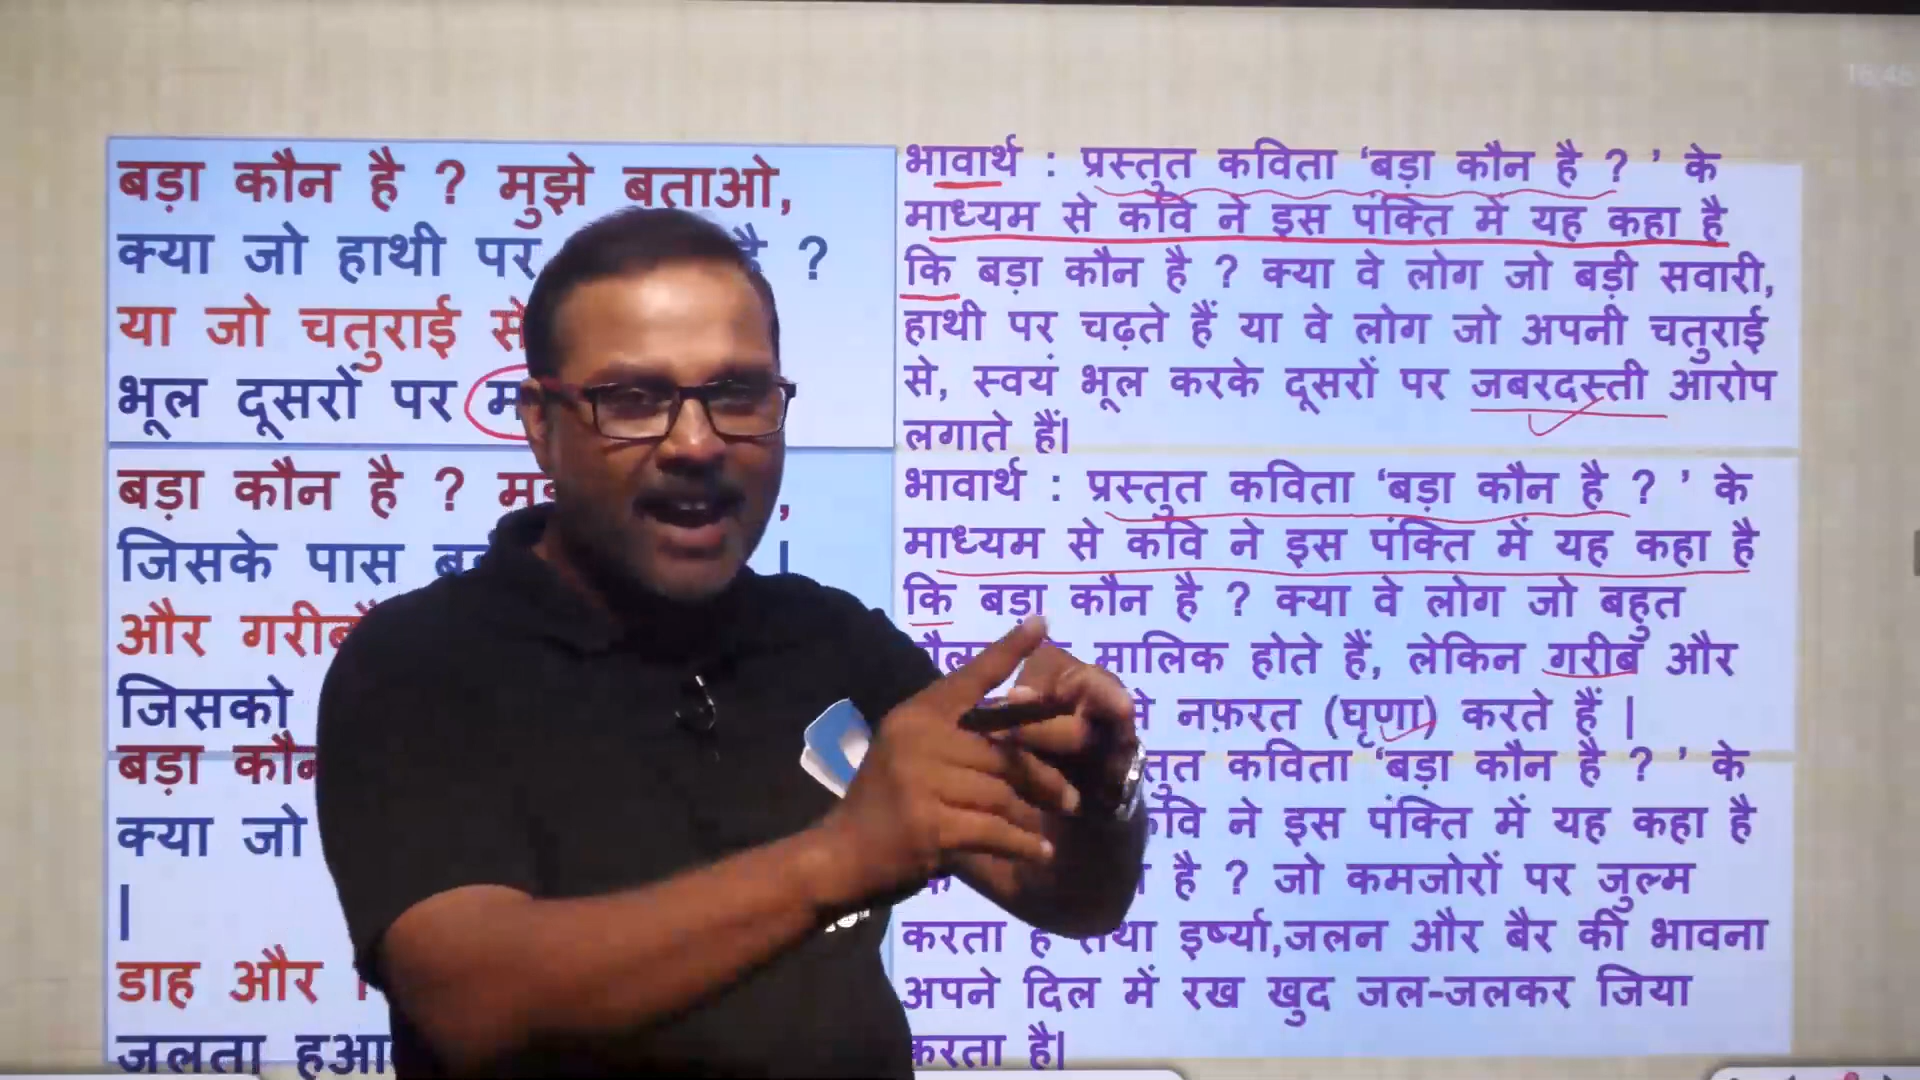 बड़ा कौन है ? मुझे बताओ,
क्या जो हाथी पर है ?
या जो चतुराई से
भूल दूसरों पर
बड़ा कौन है ?
जिसके पास
और
जिसको
बड़ा
क्या जो
|
डाह और
जलता
भावार्थ : प्रस्तुत कविता ‘बड़ा कौन है ? ’ के
माध्यम से कवि ने इस पंक्ति में यह कहा है
कि बड़ा कौन है ? क्या वे लोग जो बड़ी सवारी,
हाथी पर चढ़ते हैं या वे लोग जो अपनी चतुराई
से, स्वयं भूल करके दूसरों पर जबरदस्ती आरोप
लगाते हैं|
भावार्थ : प्रस्तुत कविता ‘बड़ा कौन है ? ’ के
माध्यम से कवि ने इस पंक्ति में यह कहा है
कि बड़ा कौन है ? क्या वे लोग जो बहुत
मालिक होते हैं, लेकिन गरीब और
नफ़रत (घृणा) करते हैं |
कविता ‘बड़ा कौन है ? ’ के
कवि ने इस पंक्ति में यह कहा है
है ? जो कमजोरों पर जुल्म
करता है तथा इर्ष्या,जलन और बैर की भावना
अपने दिल में रख खुद जल-जलकर जिया
करता है|